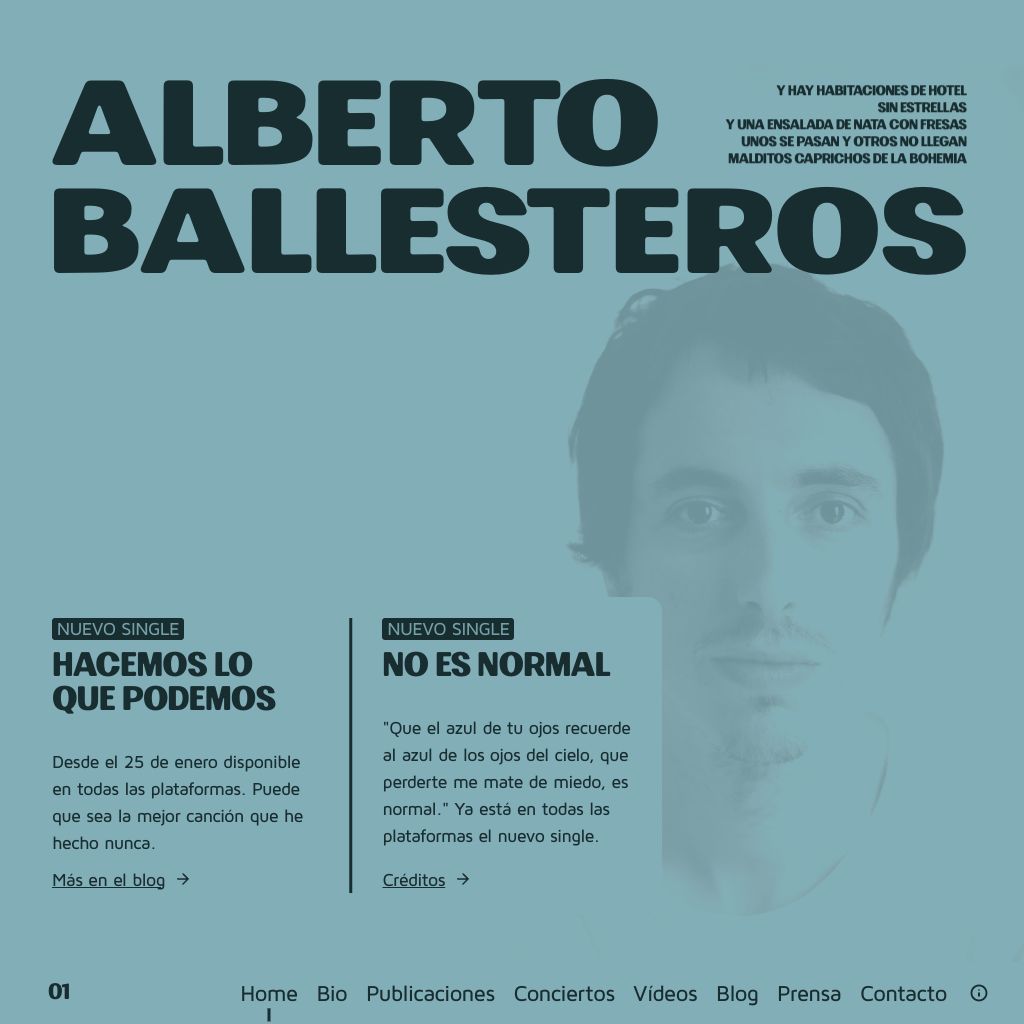 ALBERTO
BALLESTEROS
Y HAY HABITACIONES DE HOTEL
SIN ESTRELLAS
Y UNA ENSALADA DE NATA CON FRESAS
UNOS SE PASAN Y OTROS NO LLEGAN
MALDITOS CAPRICHOS DE LA BOHEMIA
NUEVO SINGLE
HACEMOS LO
QUE PODEMOS
Desde el 25 de enero disponible
en todas las plataformas. Puede
que sea la mejor canción que he
hecho nunca.
Más en el blog →
NUEVO SINGLE
NO ES NORMAL
"Que el azul de tu ojos recuerde
al azul de los ojos del cielo, que
perderte me mate de miedo, es
normal." Ya está en todas las
plataformas el nuevo single.
Créditos →
01
Home Bio Publicaciones Conciertos Vídeos Blog Prensa Contacto